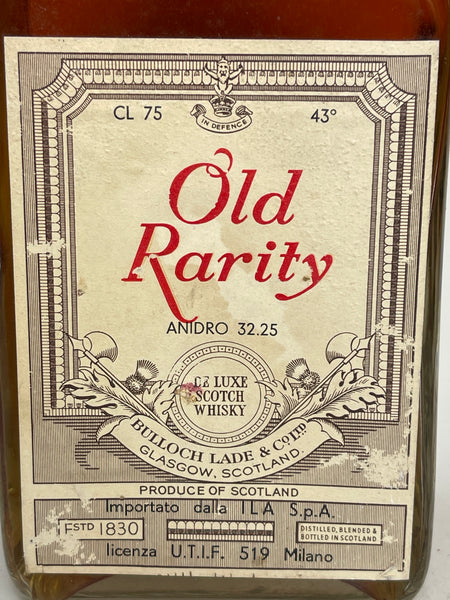 CL 75
43°
IN DEFENCE
Old
Rarity
ANIDRO 32.25
DE LUXE
SCOTCH
WHISKY
BULLOCH LADE & CO LTD
GLASGOW, SCOTLAND.
PRODUCE OF SCOTLAND
Importato dalla ILA S.p.A.
ESTD 1830
DISTILLED, BLENDED &
BOTTLED IN SCOTLAND
licenza U.T.I.F. 519 Milano